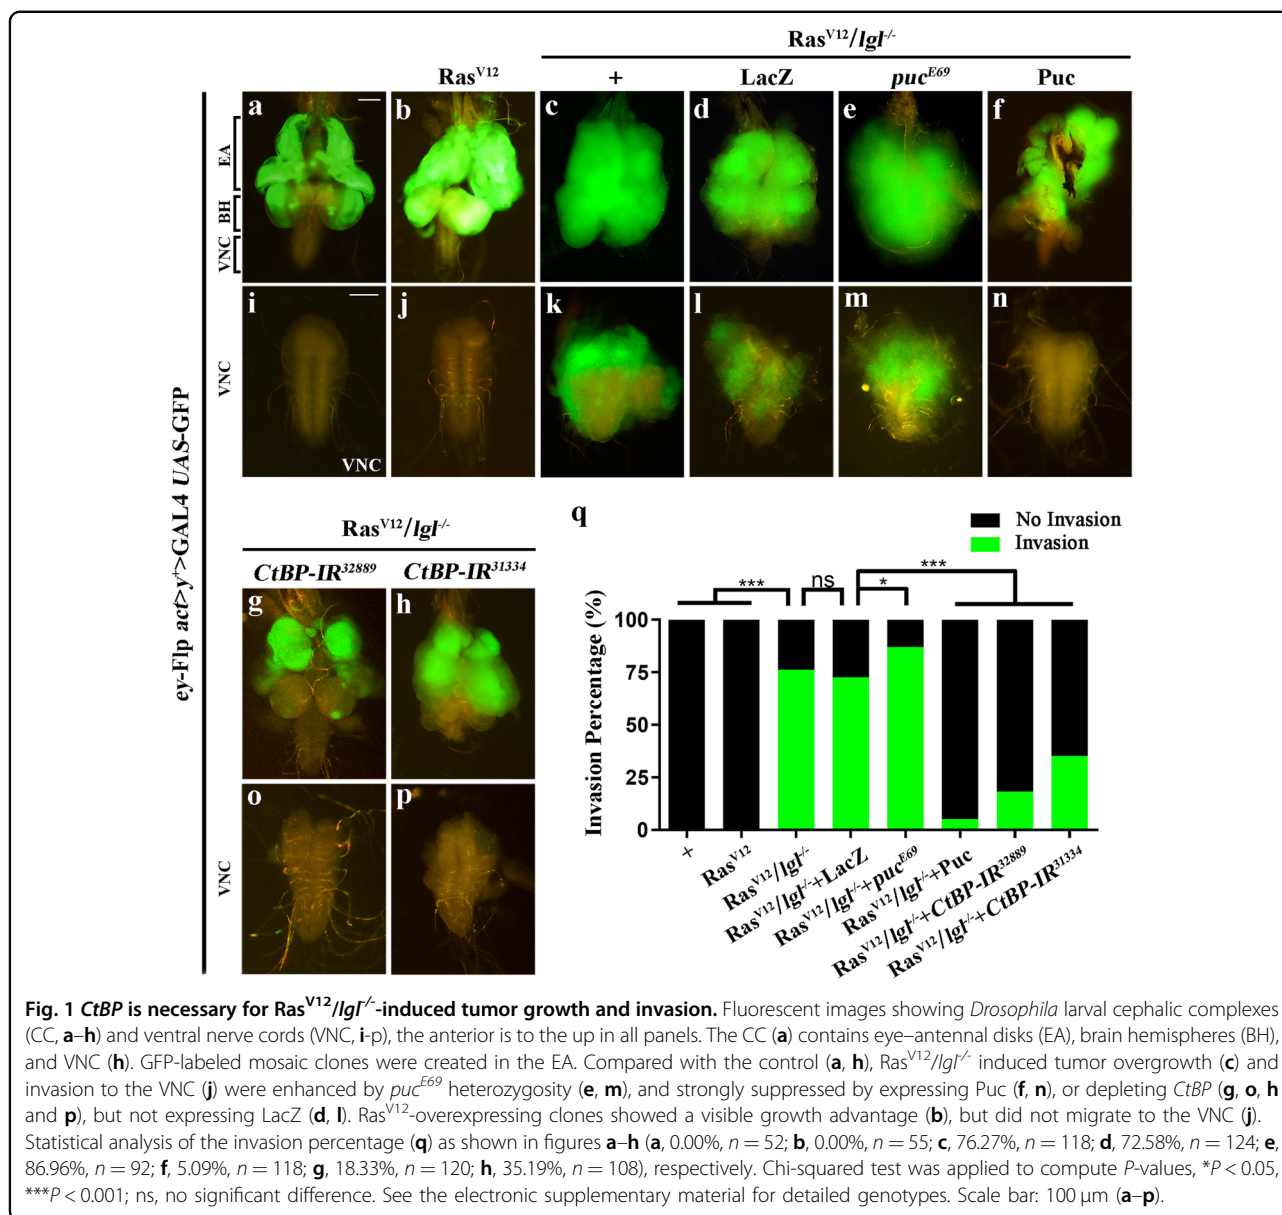 Ras^V12/lgl^-/-
Ras^V12 + LacZ puc^E69 Puc
a b c d e f
EA
BH
VNC
i j k l m n
VNC
VNC
ey-Flp act>y+>GAL4 UAS-GFP
Ras^V12/lgl^-/-
CtBP-IR^32889 CtBP-IR^31334
g h
o p
VNC
q
No Invasion
Invasion
*** ns * ***
Invasion Percentage (%)
100
75
50
25
0
+
Ras^V12
Ras^V12/lgl^-/-
Ras^V12/lgl^-/-+LacZ
Ras^V12/lgl^-/-+puc^E69
Ras^V12/lgl^-/-+Puc
Ras^V12/lgl^-/-+CtBP-IR^32889
Ras^V12/lgl^-/-+CtBP-IR^31334
Fig. 1 CtBP is necessary for Ras^V12/lgl^-/--induced tumor growth and invasion. Fluorescent images showing Drosophila larval cephalic complexes
(CC, a–h) and ventral nerve cords (VNC, i-p), the anterior is to the up in all panels. The CC (a) contains eye–antennal disks (EA), brain hemispheres (BH),
and VNC (h). GFP-labeled mosaic clones were created in the EA. Compared with the control (a, h), Ras^V12/lgl^-/- induced tumor overgrowth (c) and
invasion to the VNC (j) were enhanced by puc^E69 heterozygosity (e, m), and strongly suppressed by expressing Puc (f, n), or depleting CtBP (g, o, h
and p), but not expressing LacZ (d, l). Ras^V12-overexpressing clones showed a visible growth advantage (b), but did not migrate to the VNC (j).
Statistical analysis of the invasion percentage (q) as shown in figures a–h (a, 0.00%, n = 52; b, 0.00%, n = 55; c, 76.27%, n = 118; d, 72.58%, n = 124; e,
86.96%, n = 92; f, 5.09%, n = 118; g, 18.33%, n = 120; h, 35.19%, n = 108), respectively. Chi-squared test was applied to compute P-values, *P < 0.05,
***P < 0.001; ns, no significant difference. See the electronic supplementary material for detailed genotypes. Scale bar: 100 μm (a–p).